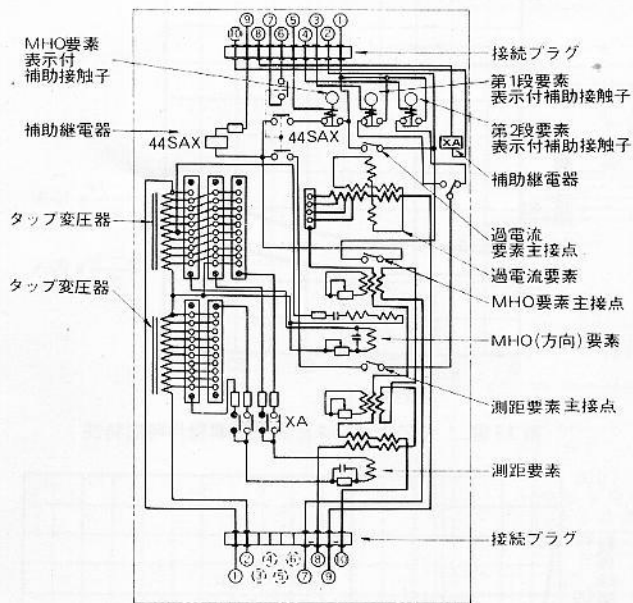 ⑨ ⑦ ⑤ ③ ①
⑩ ⑧ ⑥ ④ ②
MHO要素
表示付
補助接触子
接続プラグ
第1段要素
表示付補助接触子
第2段要素
表示付補助接触子
補助継電器
44SAX
44SAX
XA
補助継電器
タップ変圧器
過電流
要素主接点
過電流要素
タップ変圧器
MHO要素主接点
MHO(方向)要素
測距要素主接点
XA
測距要素
接続プラグ
① ② ③ ④ ⑤ ⑥ ⑦ ⑧ ⑨ ⑩